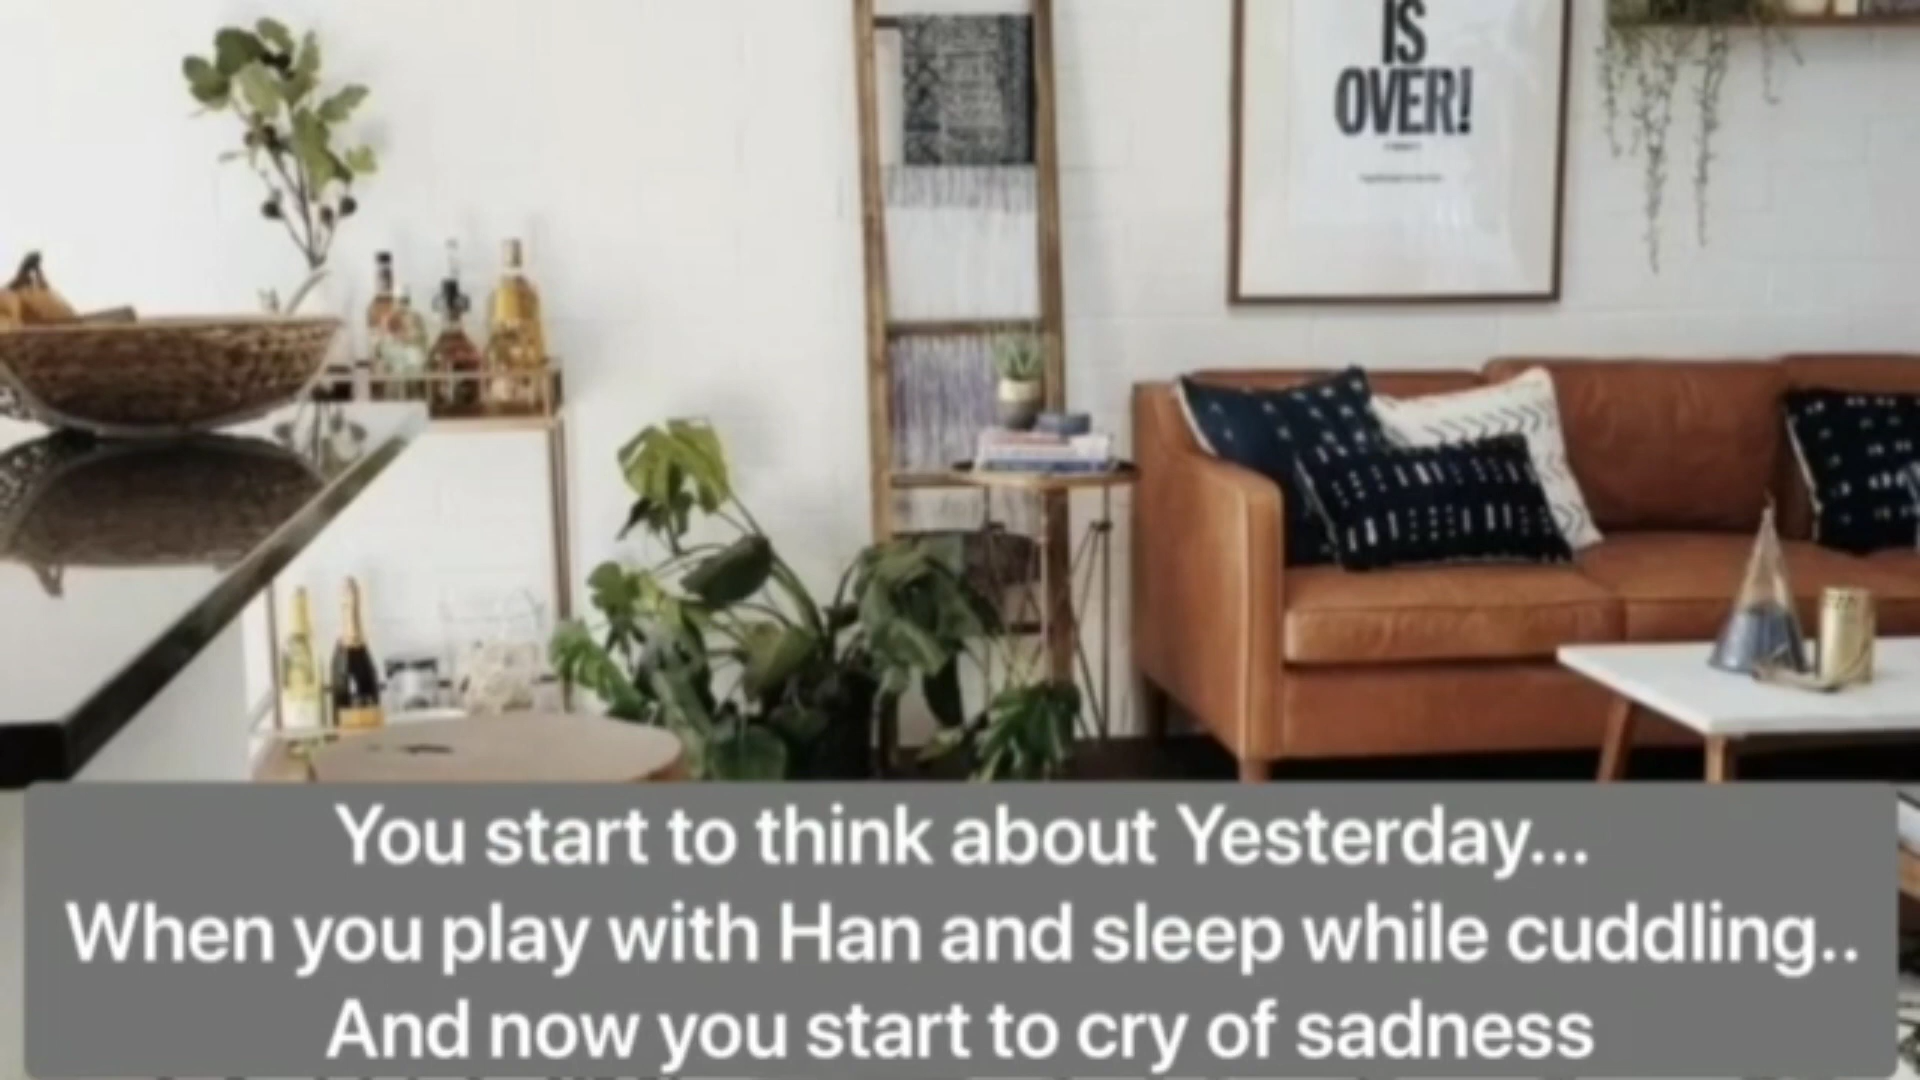 IS
OVER!
You start to think about Yesterday...
When you play with Han and sleep while cuddling..
And now you start to cry of sadness